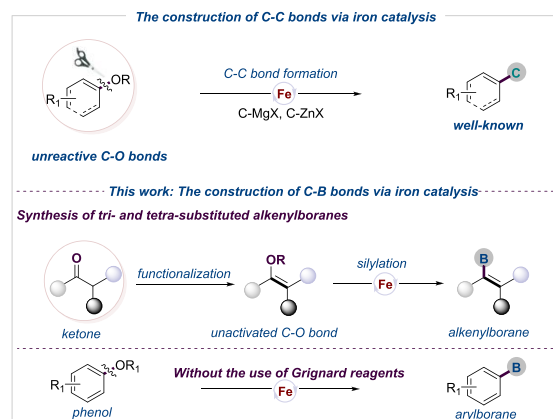 The construction of C-C bonds via iron catalysis
OR
R1
C-C bond formation
Fe
C-MgX, C-ZnX
C
R1
well-known
unreactive C-O bonds
This work: The construction of C-B bonds via iron catalysis
Synthesis of tri- and tetra-substituted alkenylboranes
O
functionalization
OR
silylation
Fe
B
ketone
unactivated C-O bond
alkenylborane
OR1
R1
Without the use of Grignard reagents
Fe
B
R1
phenol
arylborane